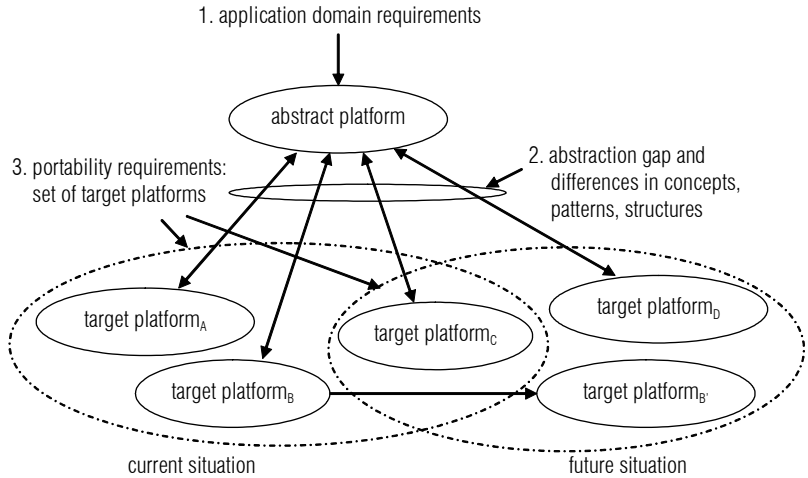 1. application domain requirements
abstract platform
3. portability requirements:
set of target platforms
2. abstraction gap and
differences in concepts,
patterns, structures
target platformA
target platformB
target platformC
target platformD
target platformB'
current situation
future situation